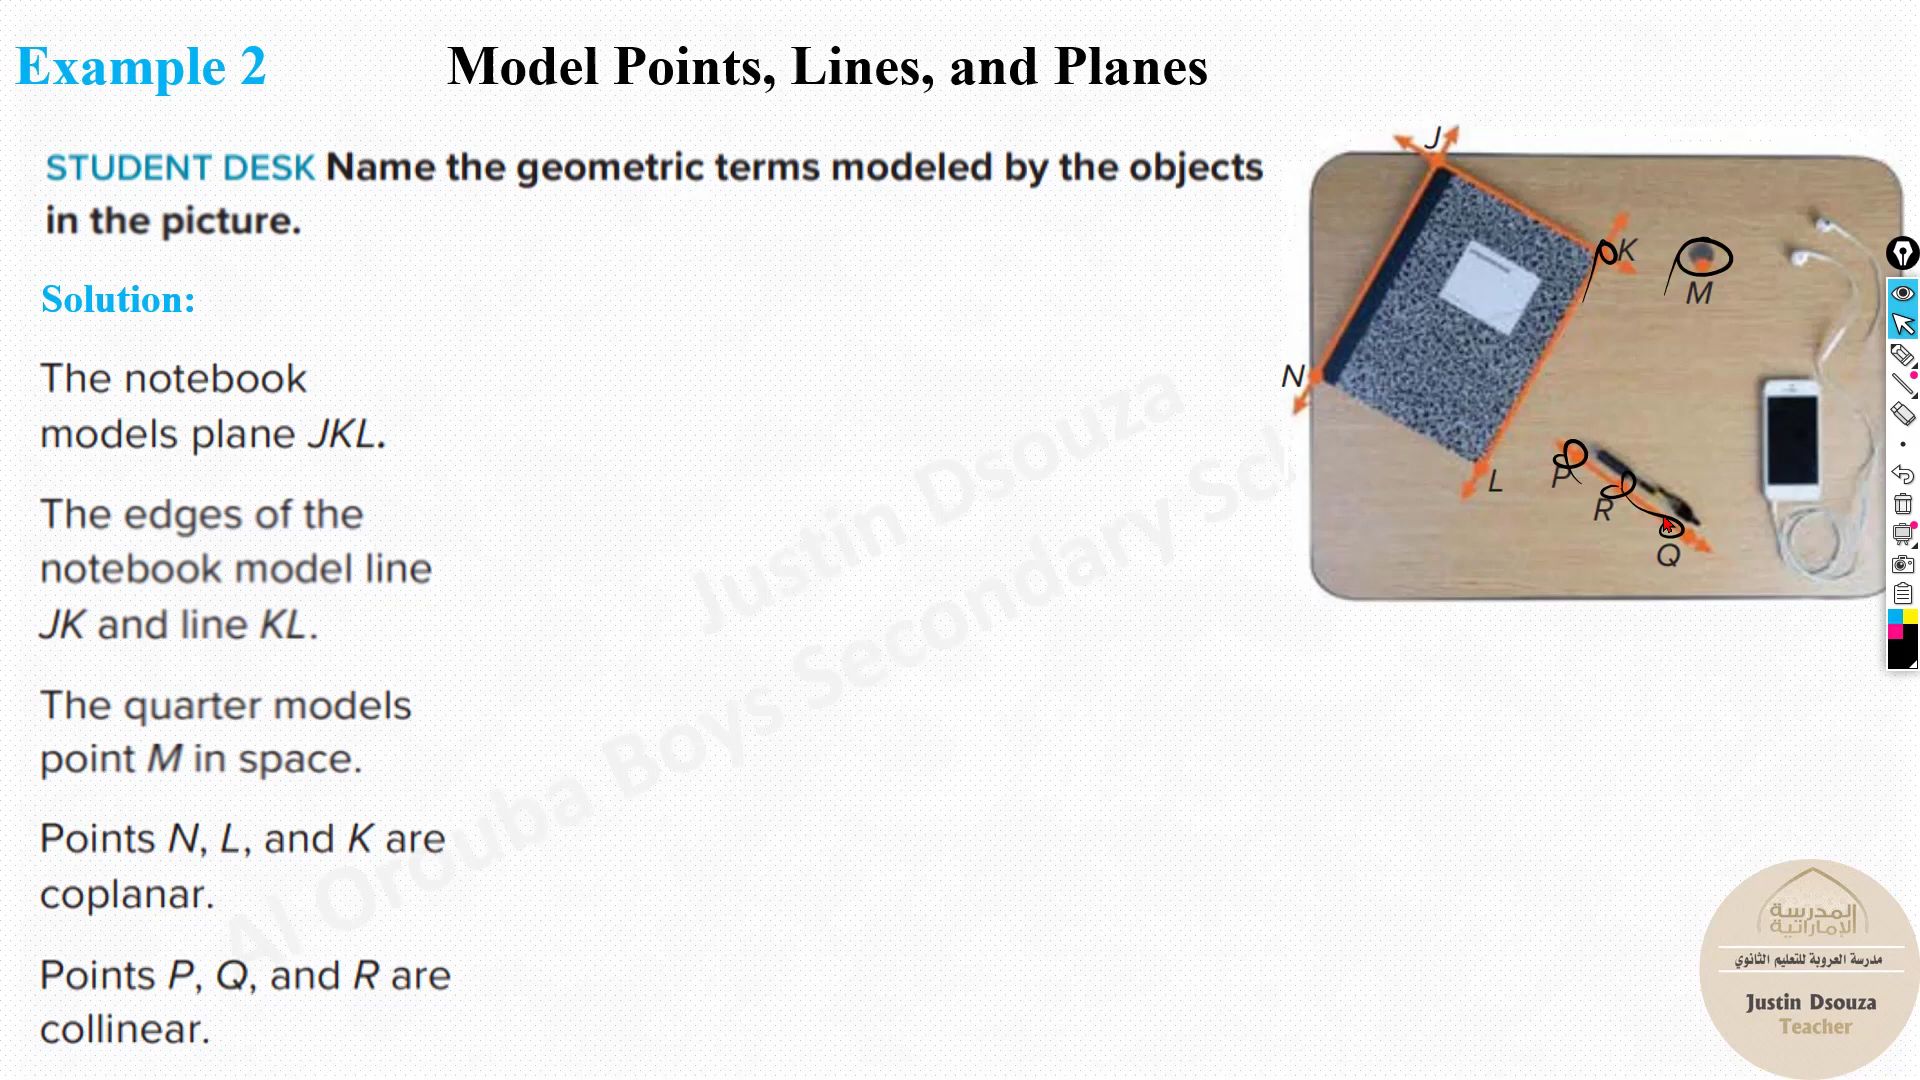 Example 2
Model Points, Lines, and Planes
STUDENT DESK Name the geometric terms modeled by the objects
in the picture.
Solution:
The notebook
models plane JKL.
The edges of the
notebook model line
JK and line KL.
The quarter models
point M in space.
Points N, L, and K are
coplanar.
Points P, Q, and R are
collinear.
J
K
M
N
L
P
R
Q
Justin Dsouza
Al Orouba Boys Secondary
المدرسة
الإماراتية
مدرسة العروبة للتعليم الثانوي
Justin Dsouza
Teacher